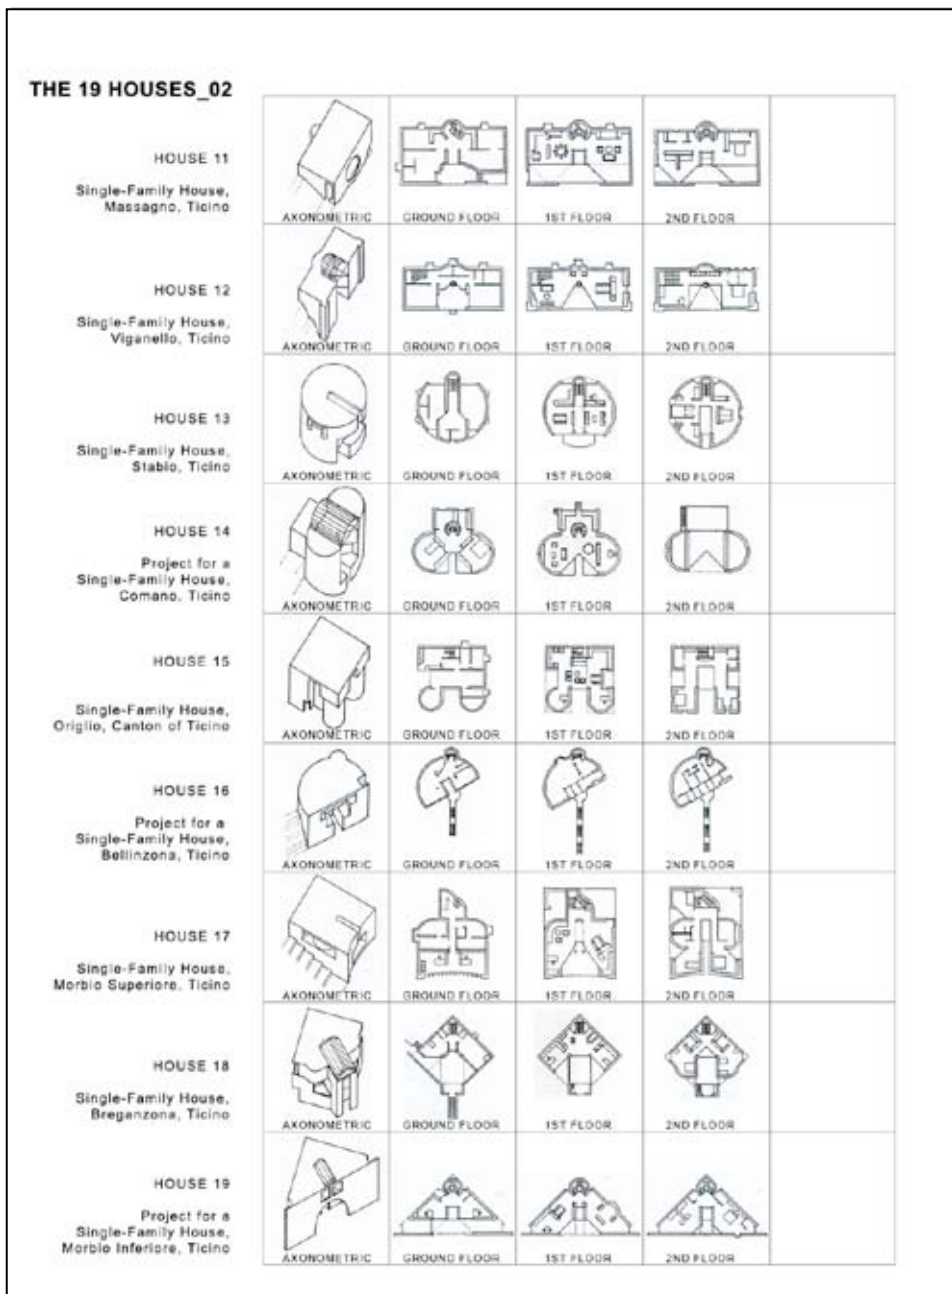 THE 19 HOUSES_02
HOUSE 11
Single-Family House,
Massagno, Ticino
AXONOMETRIC GROUND FLOOR 1ST FLOOR 2ND FLOOR
HOUSE 12
Single-Family House,
Viganello, Ticino
AXONOMETRIC GROUND FLOOR 1ST FLOOR 2ND FLOOR
HOUSE 13
Single-Family House,
Stabio, Ticino
AXONOMETRIC GROUND FLOOR 1ST FLOOR 2ND FLOOR
HOUSE 14
Project for a
Single-Family House,
Comano, Ticino
AXONOMETRIC GROUND FLOOR 1ST FLOOR 2ND FLOOR
HOUSE 15
Single-Family House,
Origlio, Canton of Ticino
AXONOMETRIC GROUND FLOOR 1ST FLOOR 2ND FLOOR
HOUSE 16
Project for a
Single-Family House,
Bellinzona, Ticino
AXONOMETRIC GROUND FLOOR 1ST FLOOR 2ND FLOOR
HOUSE 17
Single-Family House,
Morbio Superiore, Ticino
AXONOMETRIC GROUND FLOOR 1ST FLOOR 2ND FLOOR
HOUSE 18
Single-Family House,
Breganzona, Ticino
AXONOMETRIC GROUND FLOOR 1ST FLOOR 2ND FLOOR
HOUSE 19
Project for a
Single-Family House,
Morbio Inferiore, Ticino
AXONOMETRIC GROUND FLOOR 1ST FLOOR 2ND FLOOR